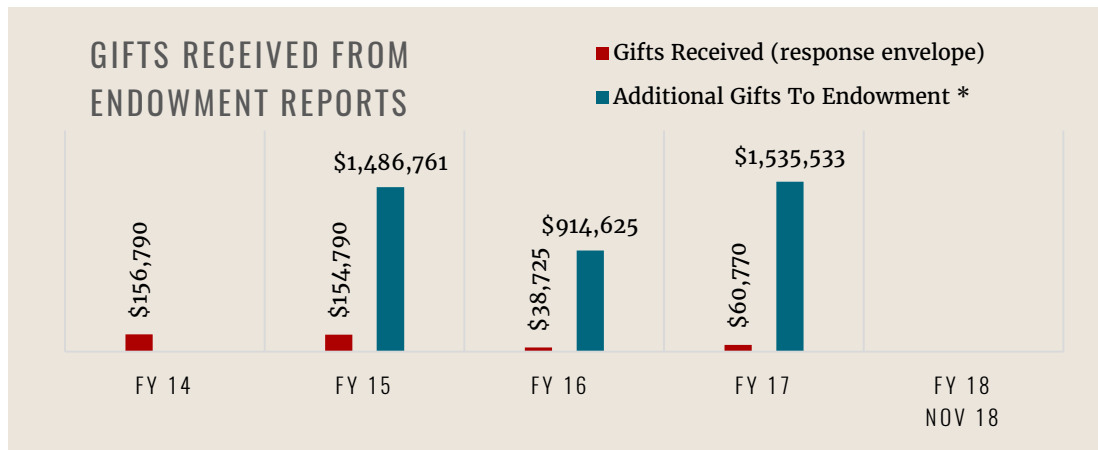 GIFTS RECEIVED FROM
ENDOWMENT REPORTS
Gifts Received (response envelope)
Additional Gifts To Endowment *
$156,790
$154,790
$1,486,761
$38,725
$914,625
$60,770
$1,535,533
FY 14
FY 15
FY 16
FY 17
FY 18
NOV 18